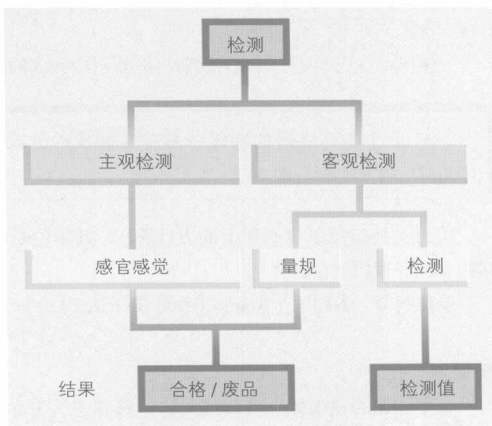 检测
主观检测 客观检测
感官感觉 量规 检测
结果 合格/废品 检测值